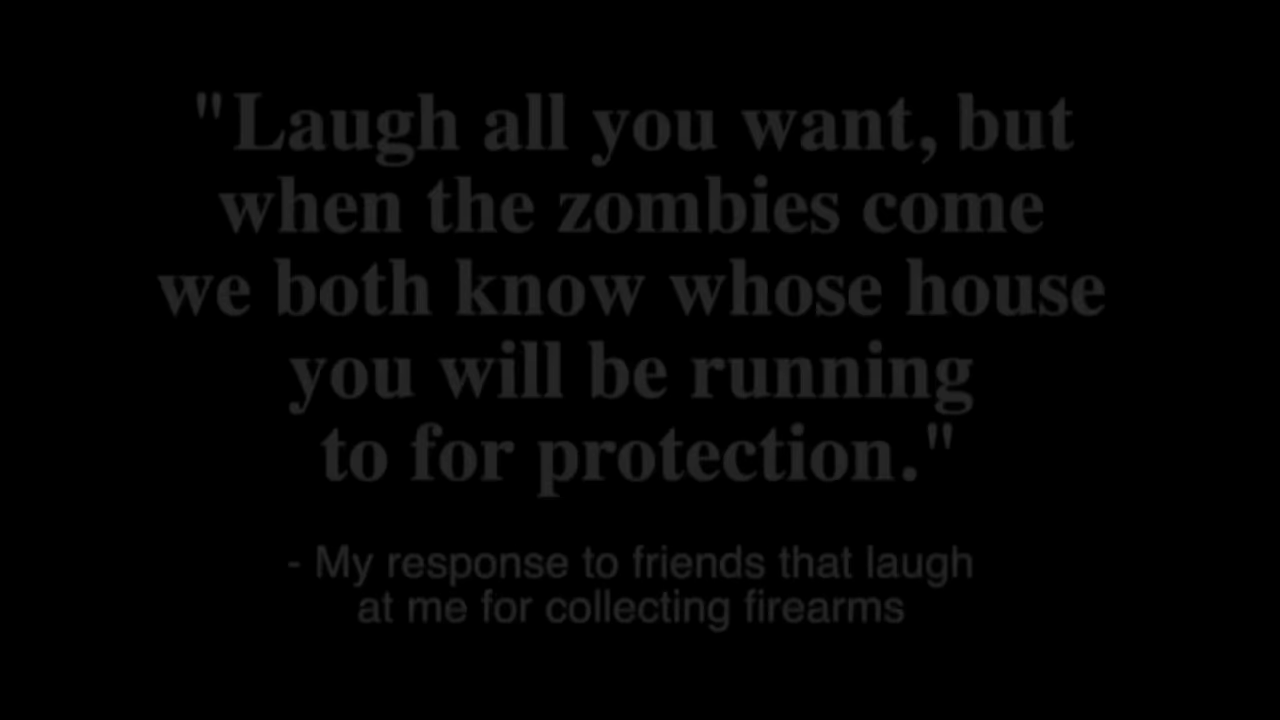 "Laugh all you want, but
when the zombies come
we both know whose house
you will be running
to for protection."
- My response to friends that laugh
at me for collecting firearms